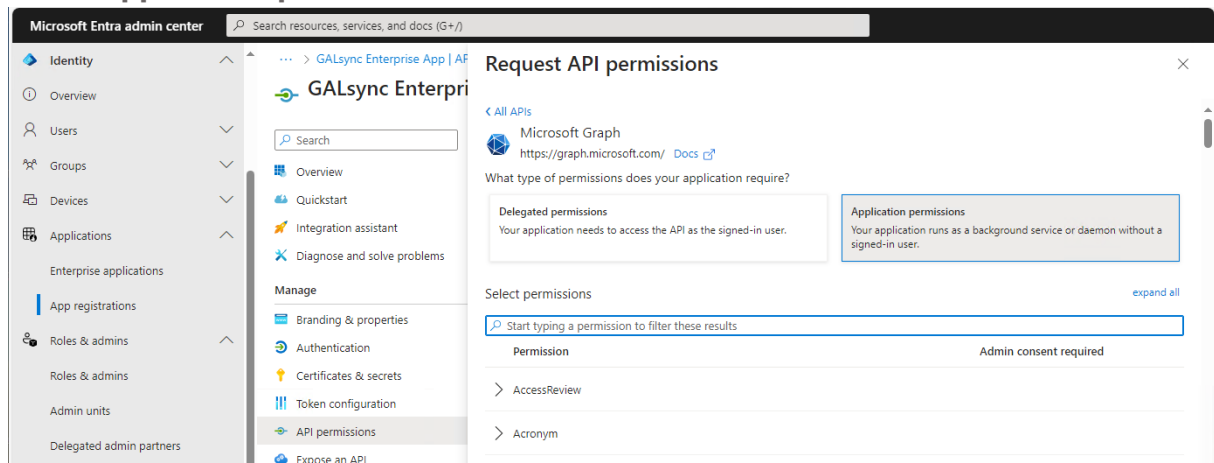 Microsoft Entra admin center
Search resources, services, and docs (G+/)
Identity
Overview
Users
Groups
Devices
Applications
Enterprise applications
App registrations
Roles & admins
Roles & admins
Admin units
Delegated admin partners
··· > GALsync Enterprise App | AP
GALsync Enterpri
Search
Overview
Quickstart
Integration assistant
Diagnose and solve problems
Manage
Branding & properties
Authentication
Certificates & secrets
Token configuration
API permissions
Expose an API
Request API permissions
All APIs
Microsoft Graph
https://graph.microsoft.com/ Docs
What type of permissions does your application require?
Delegated permissions
Your application needs to access the API as the signed-in user.
Application permissions
Your application runs as a background service or daemon without a
signed-in user.
Select permissions
expand all
Start typing a permission to filter these results
Permission Admin consent required
AccessReview
Acronym